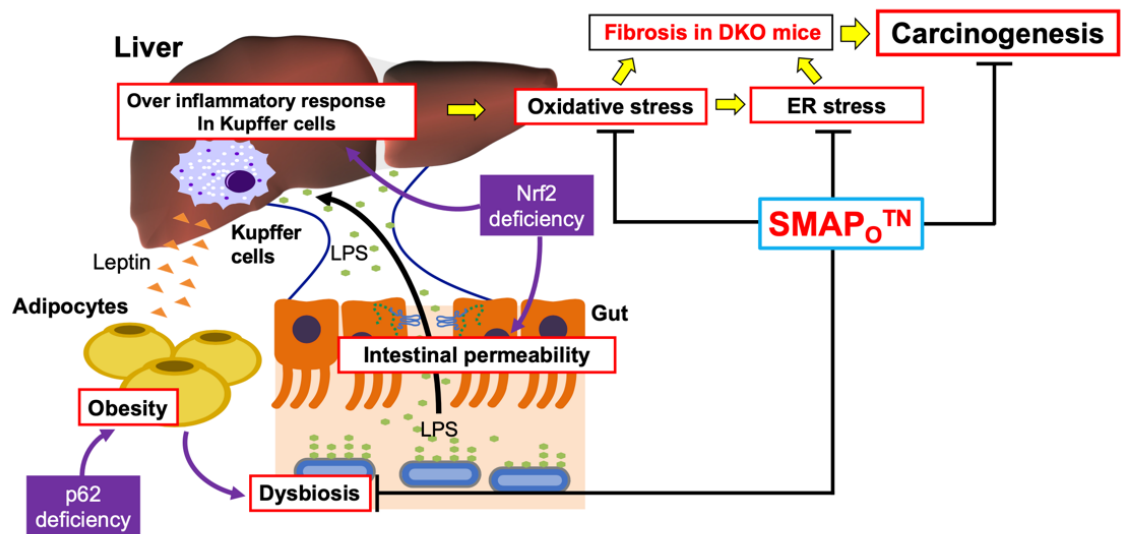 Fibrosis in DKO mice
Carcinogenesis
Liver
Over inflammatory response
In Kupffer cells
Oxidative stress
ER stress
Nrf2
deficiency
SMAPOTN
Kupffer
cells
LPS
Leptin
Adipocytes
Gut
Intestinal permeability
Obesity
LPS
Dysbiosis
p62
deficiency